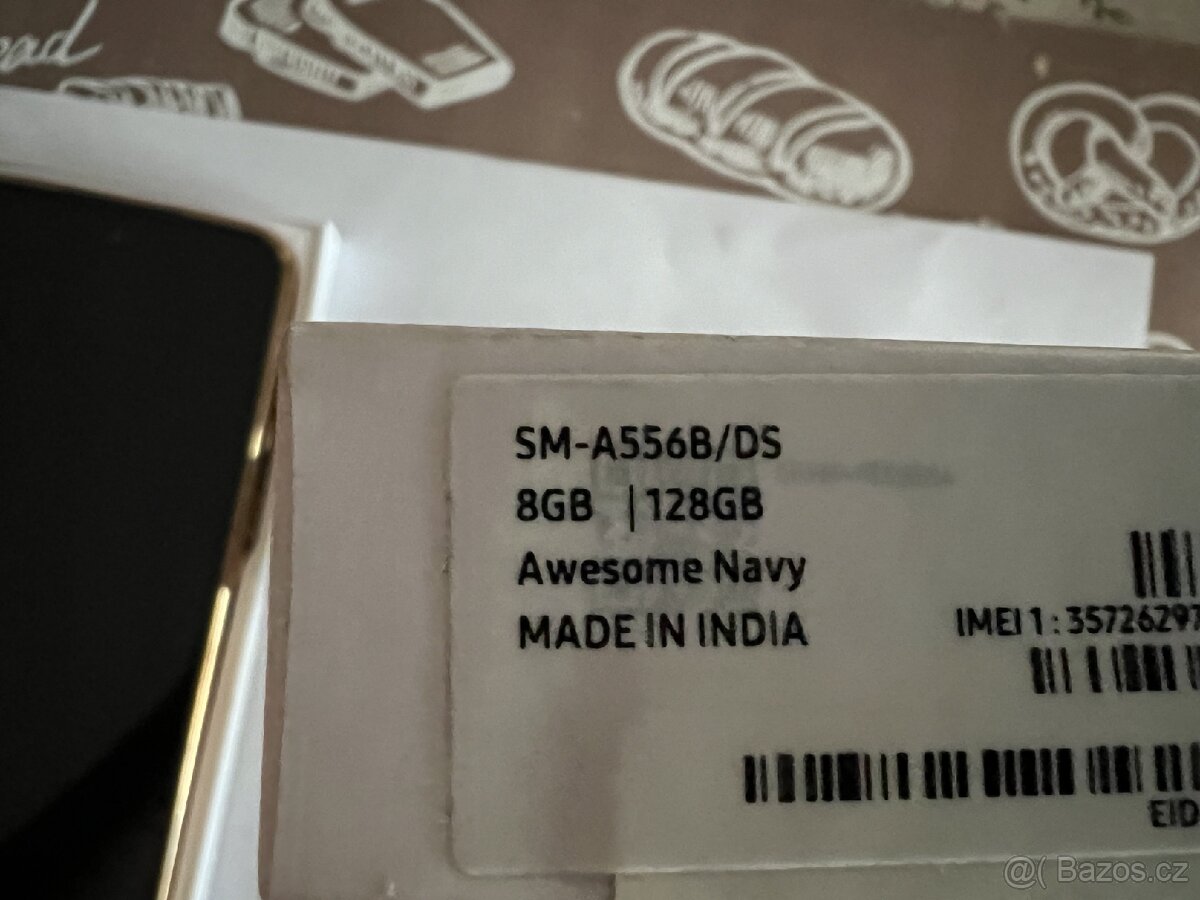 SM-A556B/DS
8GB | 128GB
Awesome Navy
MADE IN INDIA
IMEI 1 : 35726297
EID
@( Bazos.cz